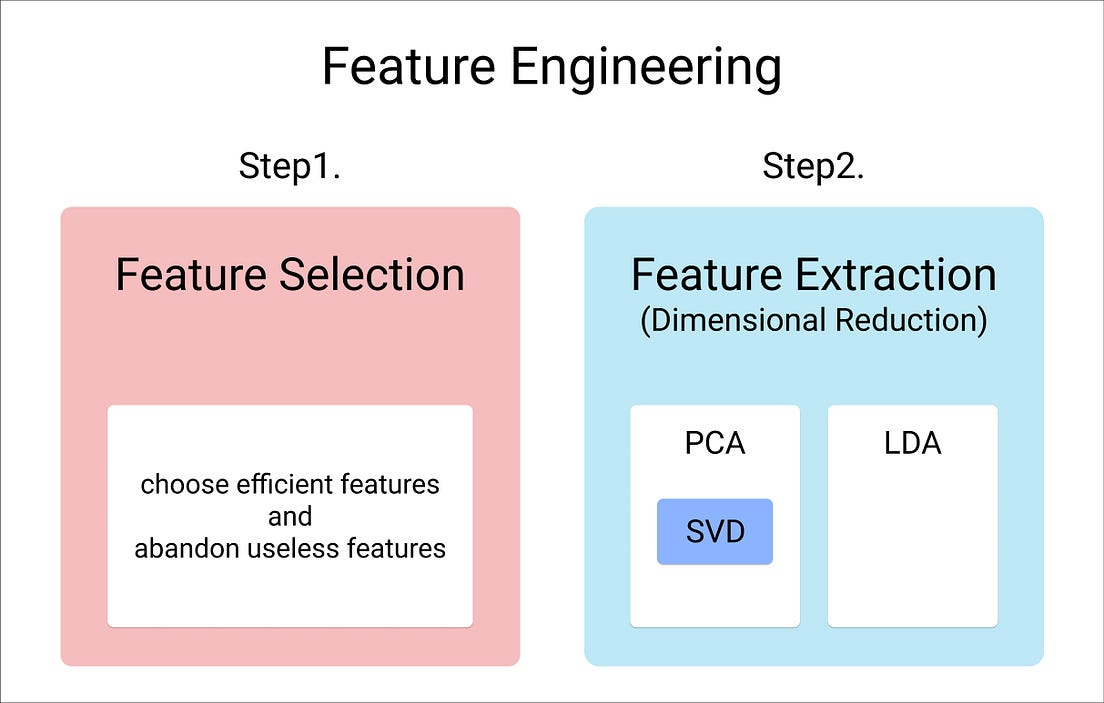 Feature Engineering
Step1.
Feature Selection
choose efficient features
and
abandon useless features
Step2.
Feature Extraction
(Dimensional Reduction)
PCA
SVD
LDA